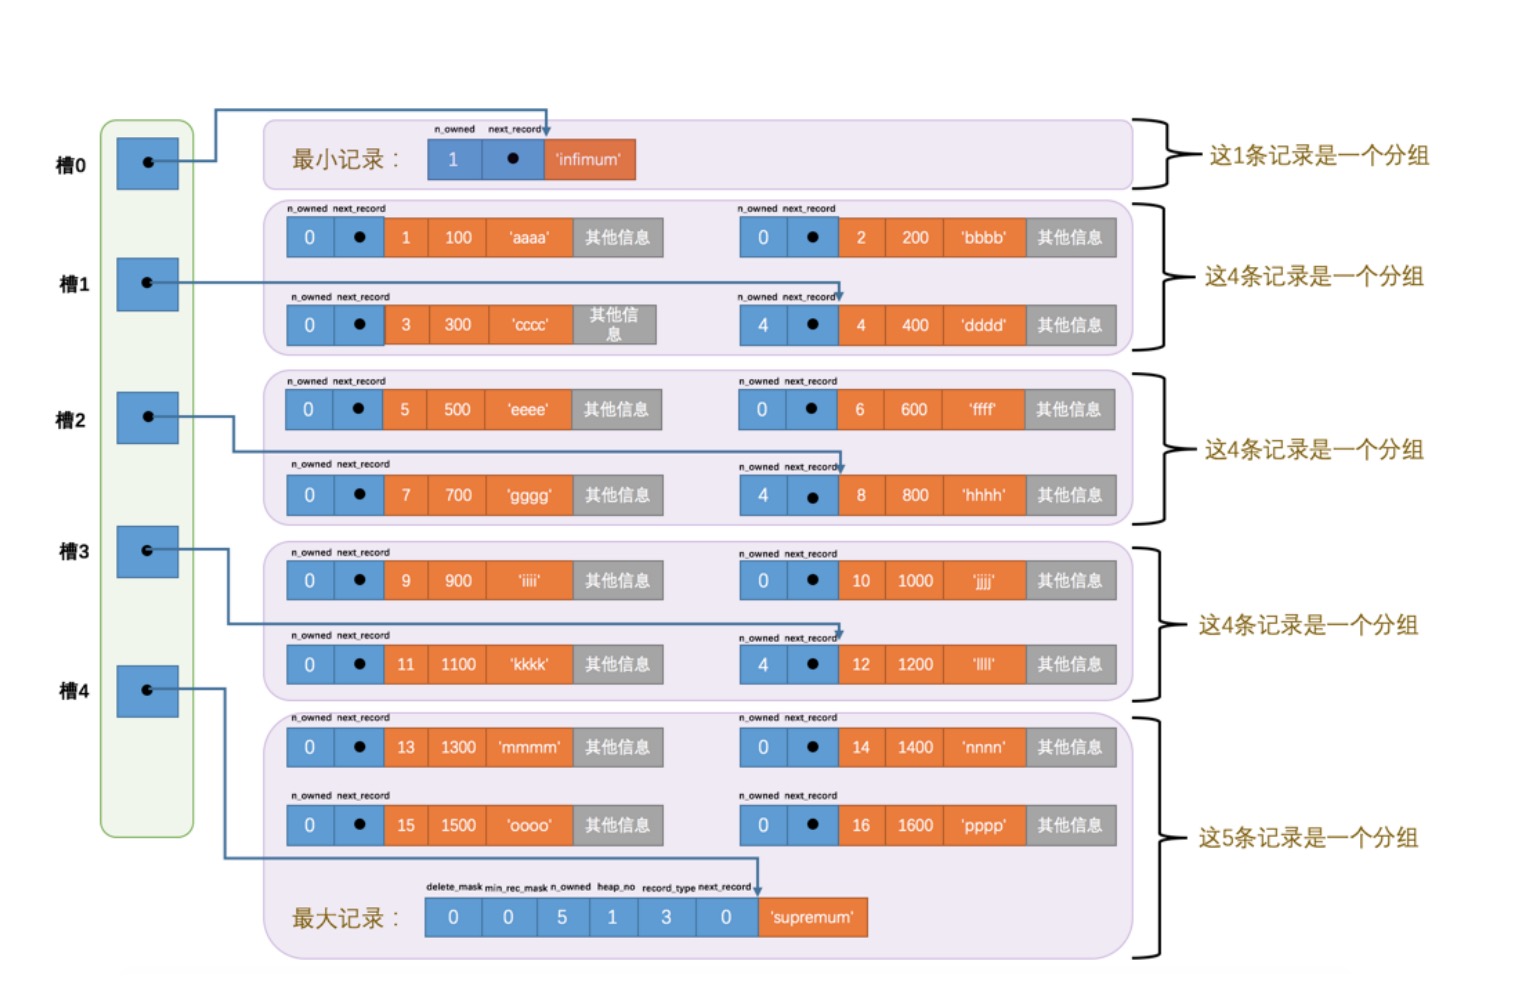 n_owned next_record
槽0
最小记录：
1 'infimum'
这1条记录是一个分组
n_owned next_record
n_owned next_record
0 1 100 'aaaa' 其他信息
0 2 200 'bbbb' 其他信息
槽1
这4条记录是一个分组
n_owned next_record
n_owned next_record
0 3 300 'cccc' 其他信
息
4 4 400 'dddd' 其他信息
n_owned next_record
n_owned next_record
0 5 500 'eeee' 其他信息
0 6 600 'ffff' 其他信息
槽2
这4条记录是一个分组
n_owned next_record
n_owned next_record
0 7 700 'gggg' 其他信息
4 8 800 'hhhh' 其他信息
槽3
n_owned next_record
n_owned next_record
0 9 900 'iiii' 其他信息
0 10 1000 'jjjj' 其他信息
这4条记录是一个分组
n_owned next_record
n_owned next_record
0 11 1100 'kkkk' 其他信息
4 12 1200 'llll' 其他信息
槽4
n_owned next_record
n_owned next_record
0 13 1300 'mmmm' 其他信息
0 14 1400 'nnnn' 其他信息
n_owned next_record
n_owned next_record
0 15 1500 'oooo' 其他信息
0 16 1600 'pppp' 其他信息
这5条记录是一个分组
delete_mask min_rec_mask n_owned heap_no record_type next_record
最大记录：
0 0 5 1 3 0 'supremum'